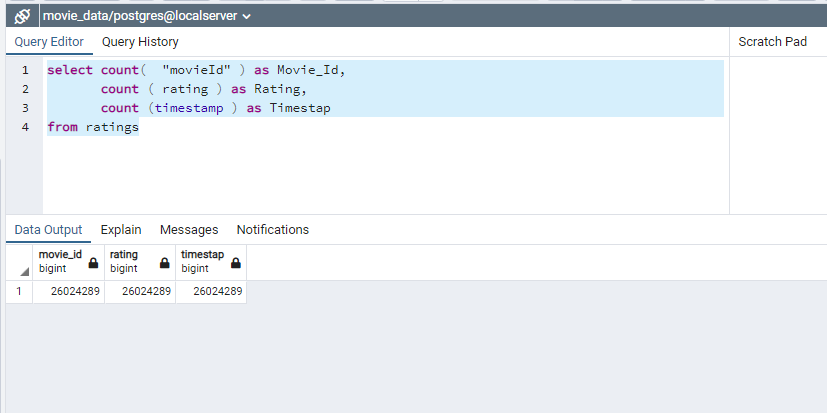 movie_data/postgres@localserver
Query Editor Query History Scratch Pad
1 select count( "movieId" ) as Movie_Id,
2 count ( rating ) as Rating,
3 count (timestamp ) as Timestap
4 from ratings
Data Output Explain Messages Notifications
movie_id rating timestap
bigint bigint bigint
1 26024289 26024289 26024289